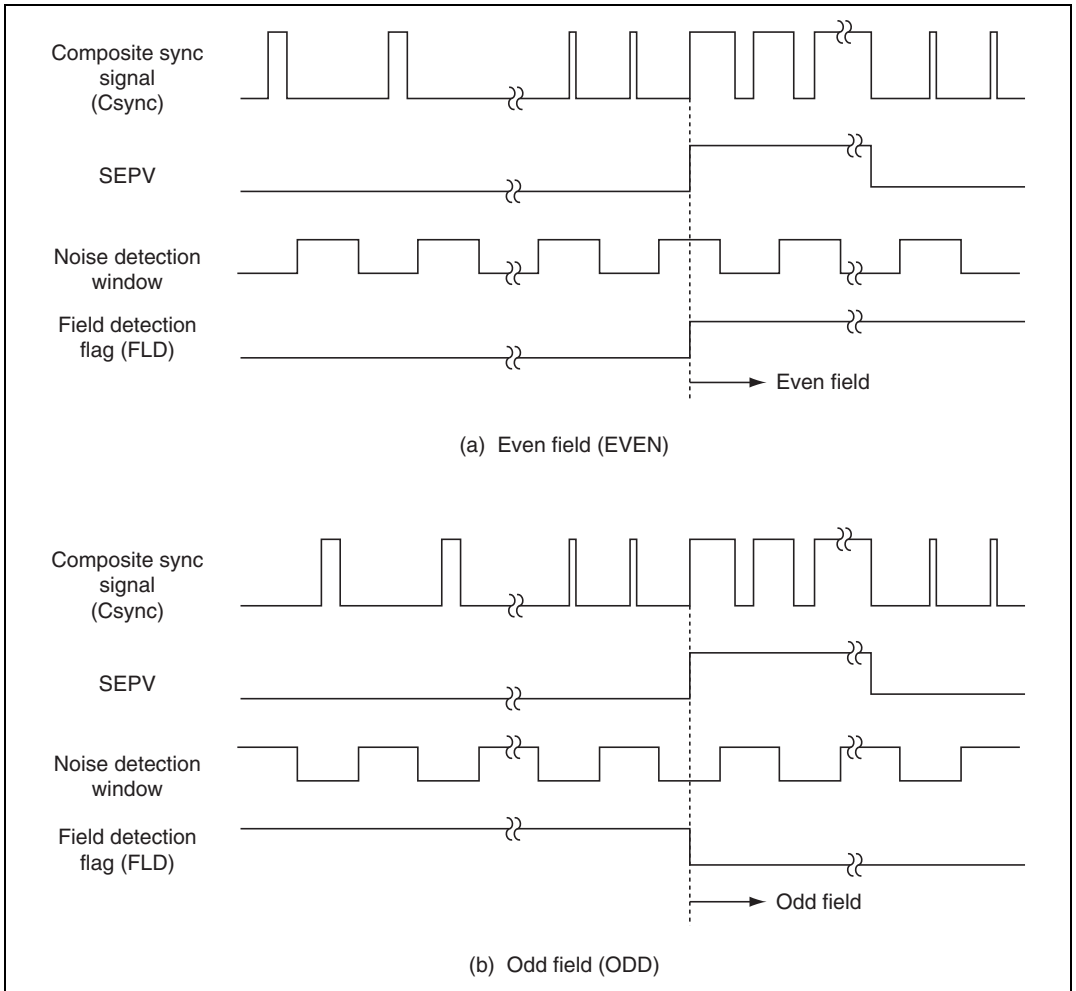 Composite sync
signal
(Csync)
SEPV
Noise detection
window
Field detection
flag (FLD)
Even field
(a) Even field (EVEN)
Composite sync
signal
(Csync)
SEPV
Noise detection
window
Field detection
flag (FLD)
Odd field
(b) Odd field (ODD)